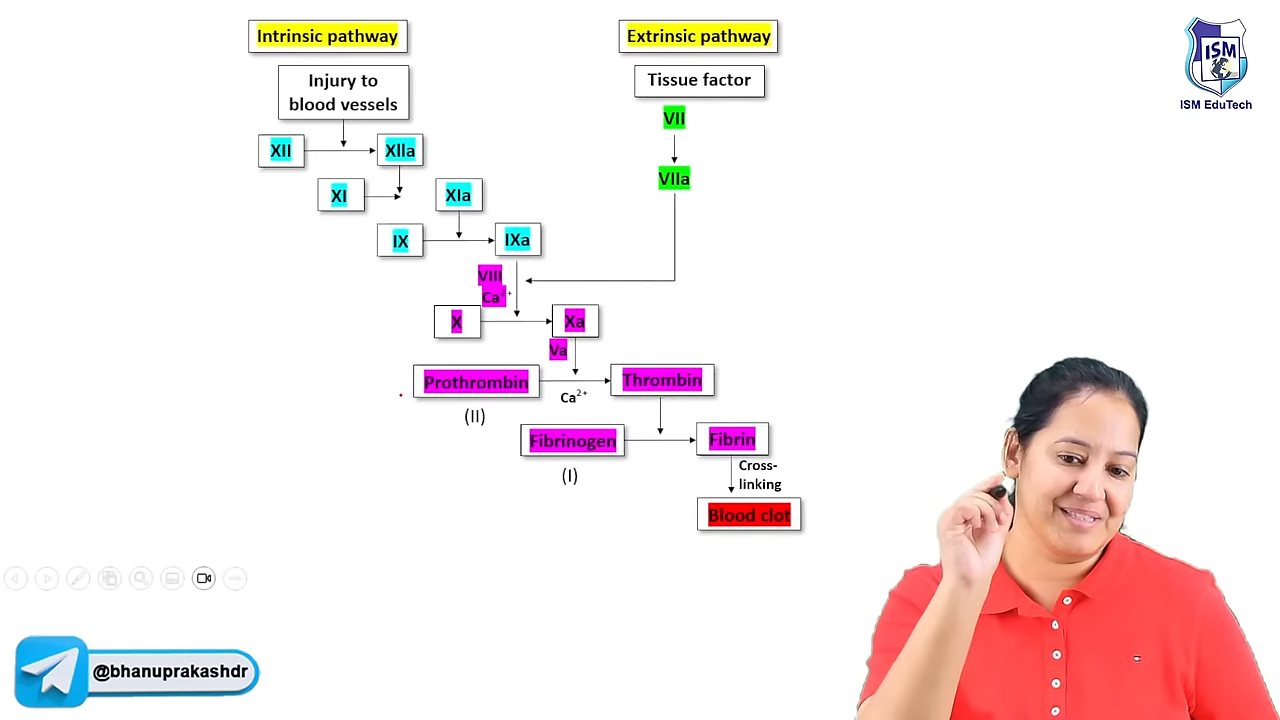 Intrinsic pathway
Extrinsic pathway
ISM
ISM EduTech
Injury to
blood vessels
Tissue factor
VII
XII
XIIa
VIIa
XI
XIa
IX
IXa
VIII
Ca²⁺
X
Xa
Va
Prothrombin
Thrombin
Ca²⁺
(II)
Fibrinogen
Fibrin
(I)
Cross-
linking
Blood clot
@bhanuprakashdr